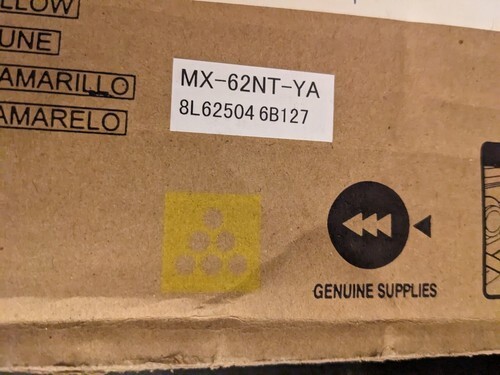 LLOW
UNE
AMARILLO
AMARELO
MX-62NT-YA
8L62504 6B127
GENUINE SUPPLIES